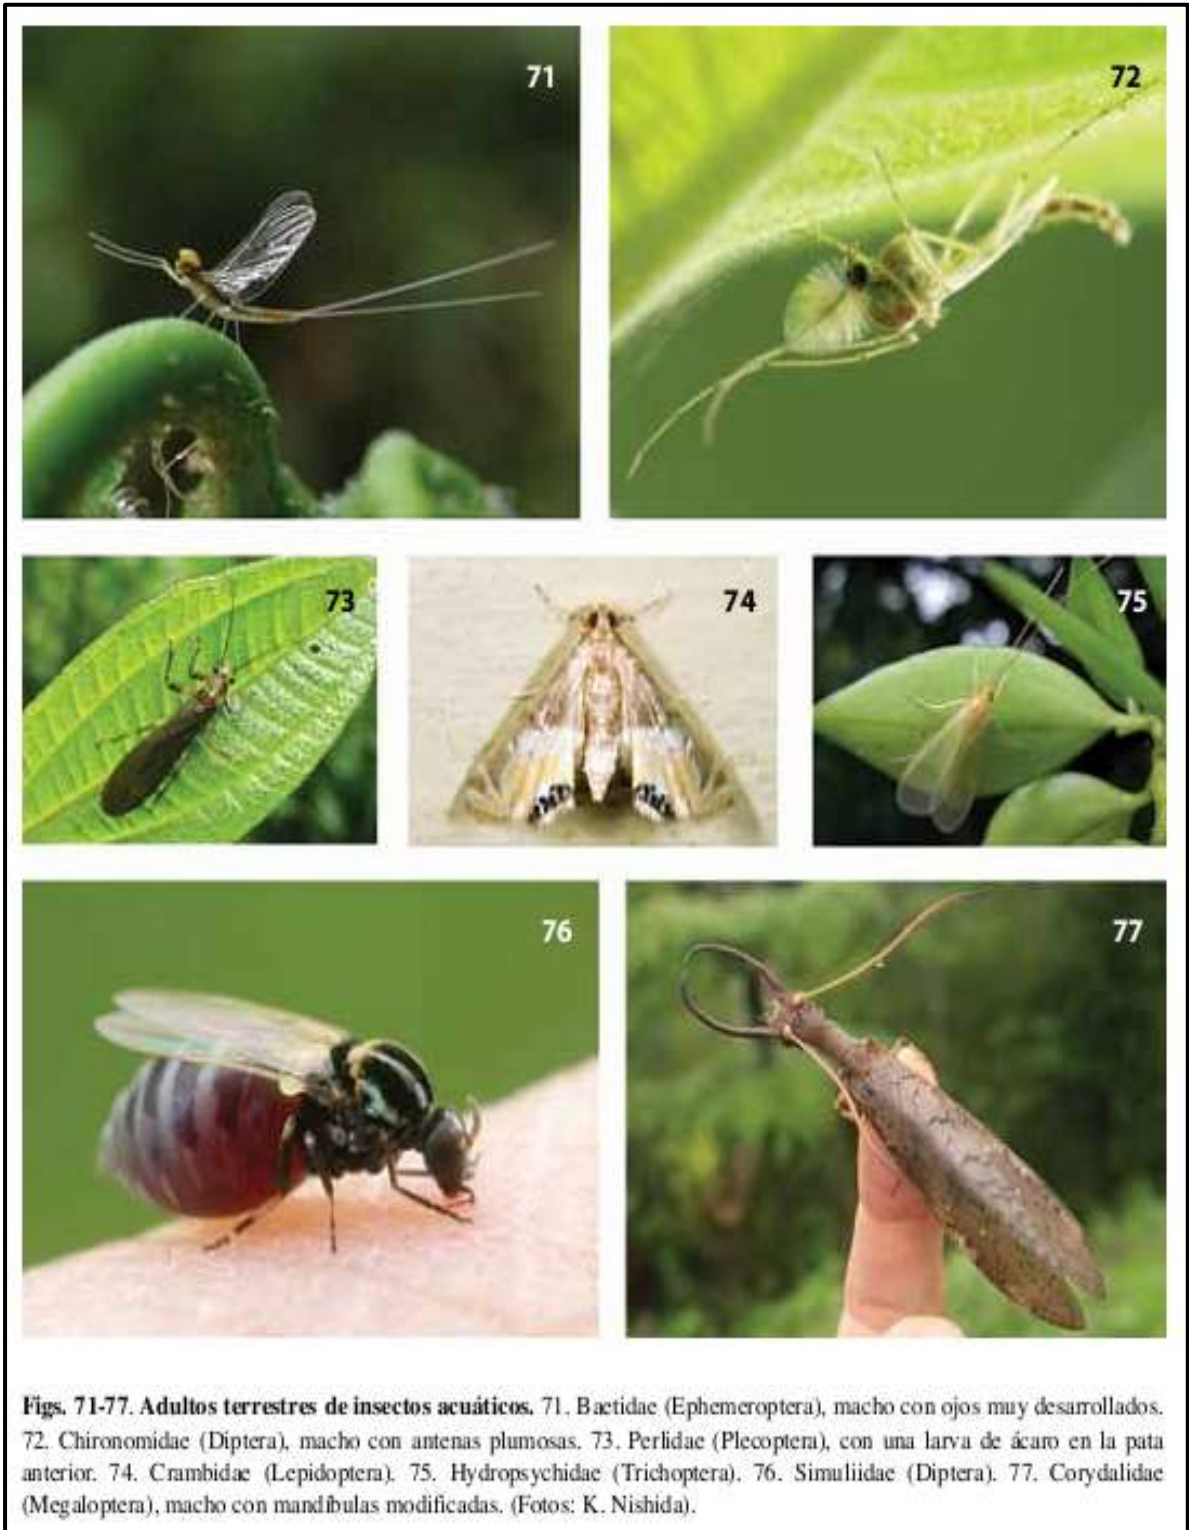 71
72
73
74
75
76
77
Figs. 71-77. Adultos terrestres de insectos acuáticos. 71. Baetidae (Ephemeroptera), macho con ojos muy desarrollados.
72. Chironomidae (Diptera), macho con antenas plumosas. 73. Perlidae (Plecoptera), con una larva de ácaro en la pata
anterior. 74. Crambidae (Lepidoptera). 75. Hydropsychidae (Trichoptera). 76. Simuliidae (Diptera). 77. Corydalidae
(Megaloptera), macho con mandíbulas modificadas. (Fotos: K. Nishida).